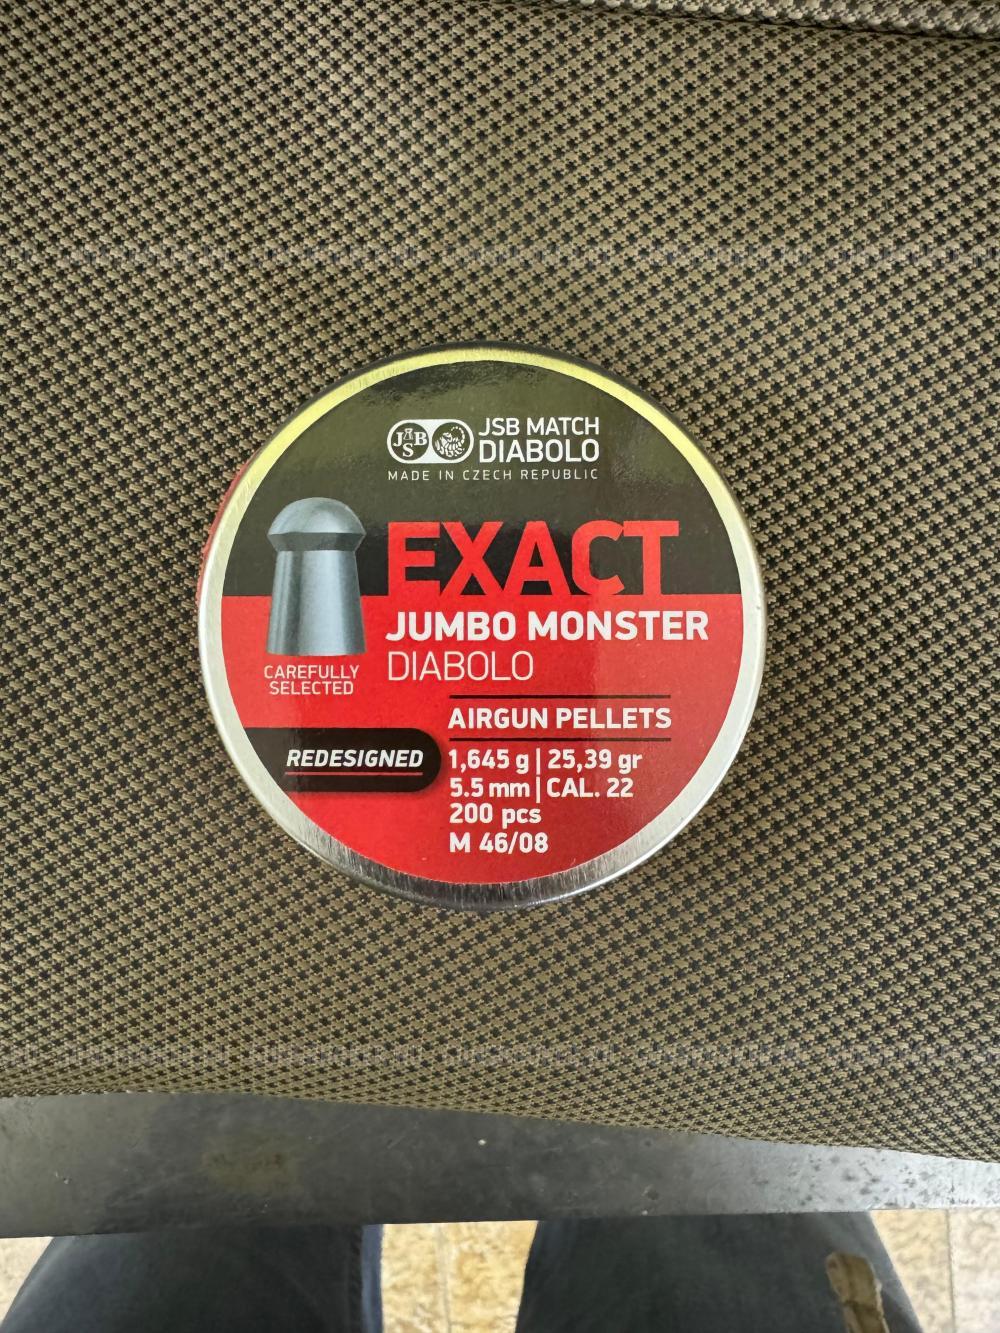 JSB
JSB MATCH
DIABOLO
MADE IN CZECH REPUBLIC
EXACT
JUMBO MONSTER
DIABOLO
CAREFULLY
SELECTED
AIRGUN PELLETS
REDESIGNED
1,645 g | 25,39 gr
5.5 mm | CAL. 22
200 pcs
M 46/08